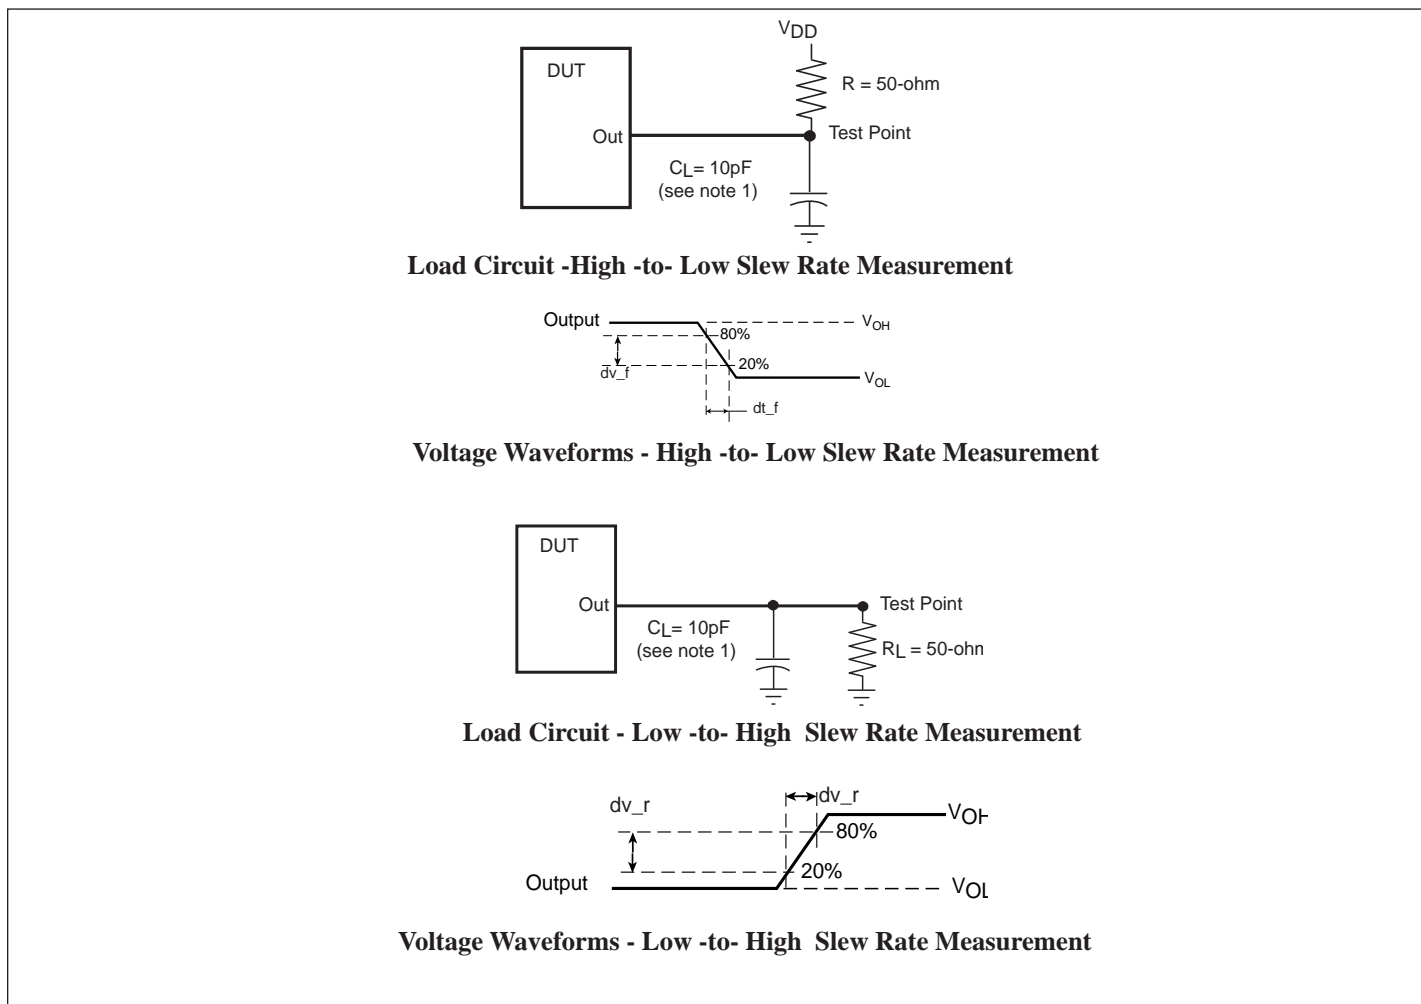 VDD
DUT
R = 50-ohm
Out
Test Point
CL= 10pF
(see note 1)
Load Circuit -High -to- Low Slew Rate Measurement
Output
VOH
80%
20%
dv_f
VOL
dt_f
Voltage Waveforms - High -to- Low Slew Rate Measurement
DUT
Out
Test Point
CL= 10pF
(see note 1)
RL = 50-ohn
Load Circuit - Low -to- High Slew Rate Measurement
dv_r
dv_r
VOH
80%
20%
Output
VOL
Voltage Waveforms - Low -to- High Slew Rate Measurement